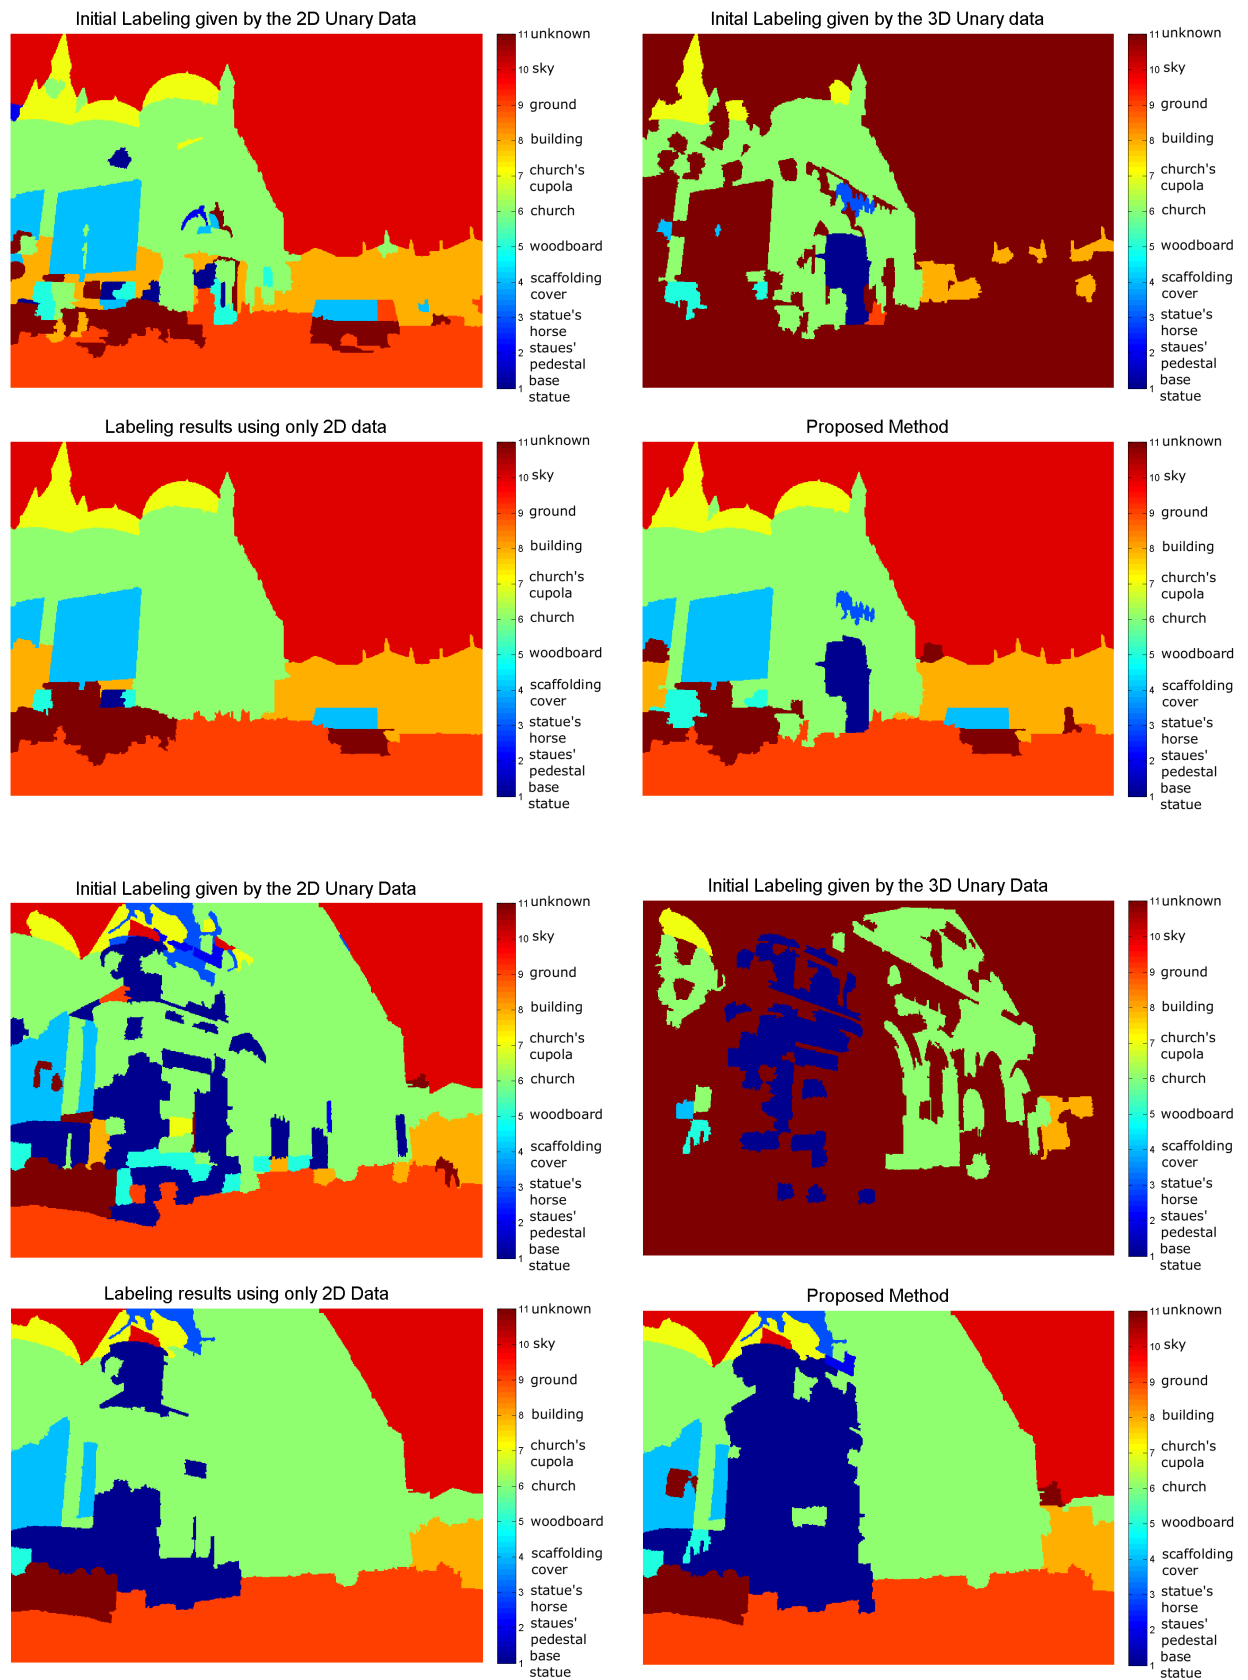 Initial Labeling given by the 2D Unary Data
11 unknown
10 sky
9 ground
8 building
church's
7 cupola
6 church
5 woodboard
scaffolding
4 cover
3 statue's
horse
staues'
2 pedestal
base
1 statue
Inital Labeling given by the 3D Unary data
11 unknown
10 sky
9 ground
8 building
church's
7 cupola
6 church
5 woodboard
scaffolding
4 cover
3 statue's
horse
staues'
2 pedestal
base
1 statue
Labeling results using only 2D data
11 unknown
10 sky
9 ground
8 building
church's
7 cupola
6 church
5 woodboard
scaffolding
4 cover
3 statue's
horse
staues'
2 pedestal
base
1 statue
Proposed Method
11 unknown
10 sky
9 ground
8 building
church's
7 cupola
6 church
5 woodboard
scaffolding
4 cover
3 statue's
horse
staues'
2 pedestal
base
1 statue
Initial Labeling given by the 2D Unary Data
11 unknown
10 sky
9 ground
8 building
church's
7 cupola
6 church
5 woodboard
scaffolding
4 cover
3 statue's
horse
staues'
2 pedestal
base
1 statue
Initial Labeling given by the 3D Unary Data
11 unknown
10 sky
9 ground
8 building
church's
7 cupola
6 church
5 woodboard
scaffolding
4 cover
3 statue's
horse
staues'
2 pedestal
base
1 statue
Labeling results using only 2D Data
11 unknown
10 sky
9 ground
8 building
church's
7 cupola
6 church
5 woodboard
scaffolding
4 cover
3 statue's
horse
staues'
2 pedestal
base
1 statue
Proposed Method
11 unknown
10 sky
9 ground
8 building
church's
7 cupola
6 church
5 woodboard
scaffolding
4 cover
3 statue's
horse
staues'
2 pedestal
base
1 statue